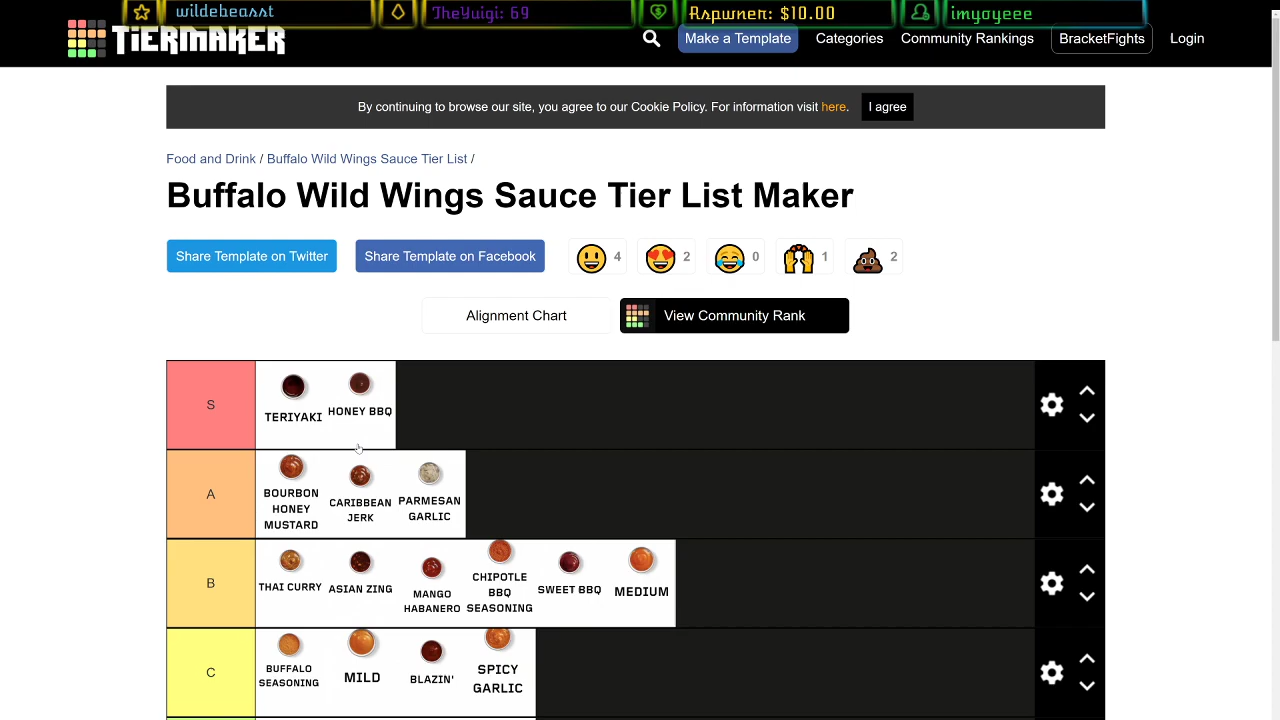 wildebeasst
TheYuigi: 69
Rspwner: $10.00
imyoyeee
TIERMAKER
Make a Template
Categories
Community Rankings
BracketFights
Login
By continuing to browse our site, you agree to our Cookie Policy. For information visit here.
I agree
Food and Drink / Buffalo Wild Wings Sauce Tier List /
Buffalo Wild Wings Sauce Tier List Maker
Share Template on Twitter
Share Template on Facebook
4
2
0
1
2
Alignment Chart
View Community Rank
S
TERIYAKI
HONEY BBQ
A
BOURBON
HONEY
MUSTARD
CARIBBEAN
JERK
PARMESAN
GARLIC
B
THAI CURRY
ASIAN ZING
MANGO
HABANERO
CHIPOTLE
BBQ
SEASONING
SWEET BBQ
MEDIUM
C
BUFFALO
SEASONING
MILD
BLAZIN'
SPICY
GARLIC